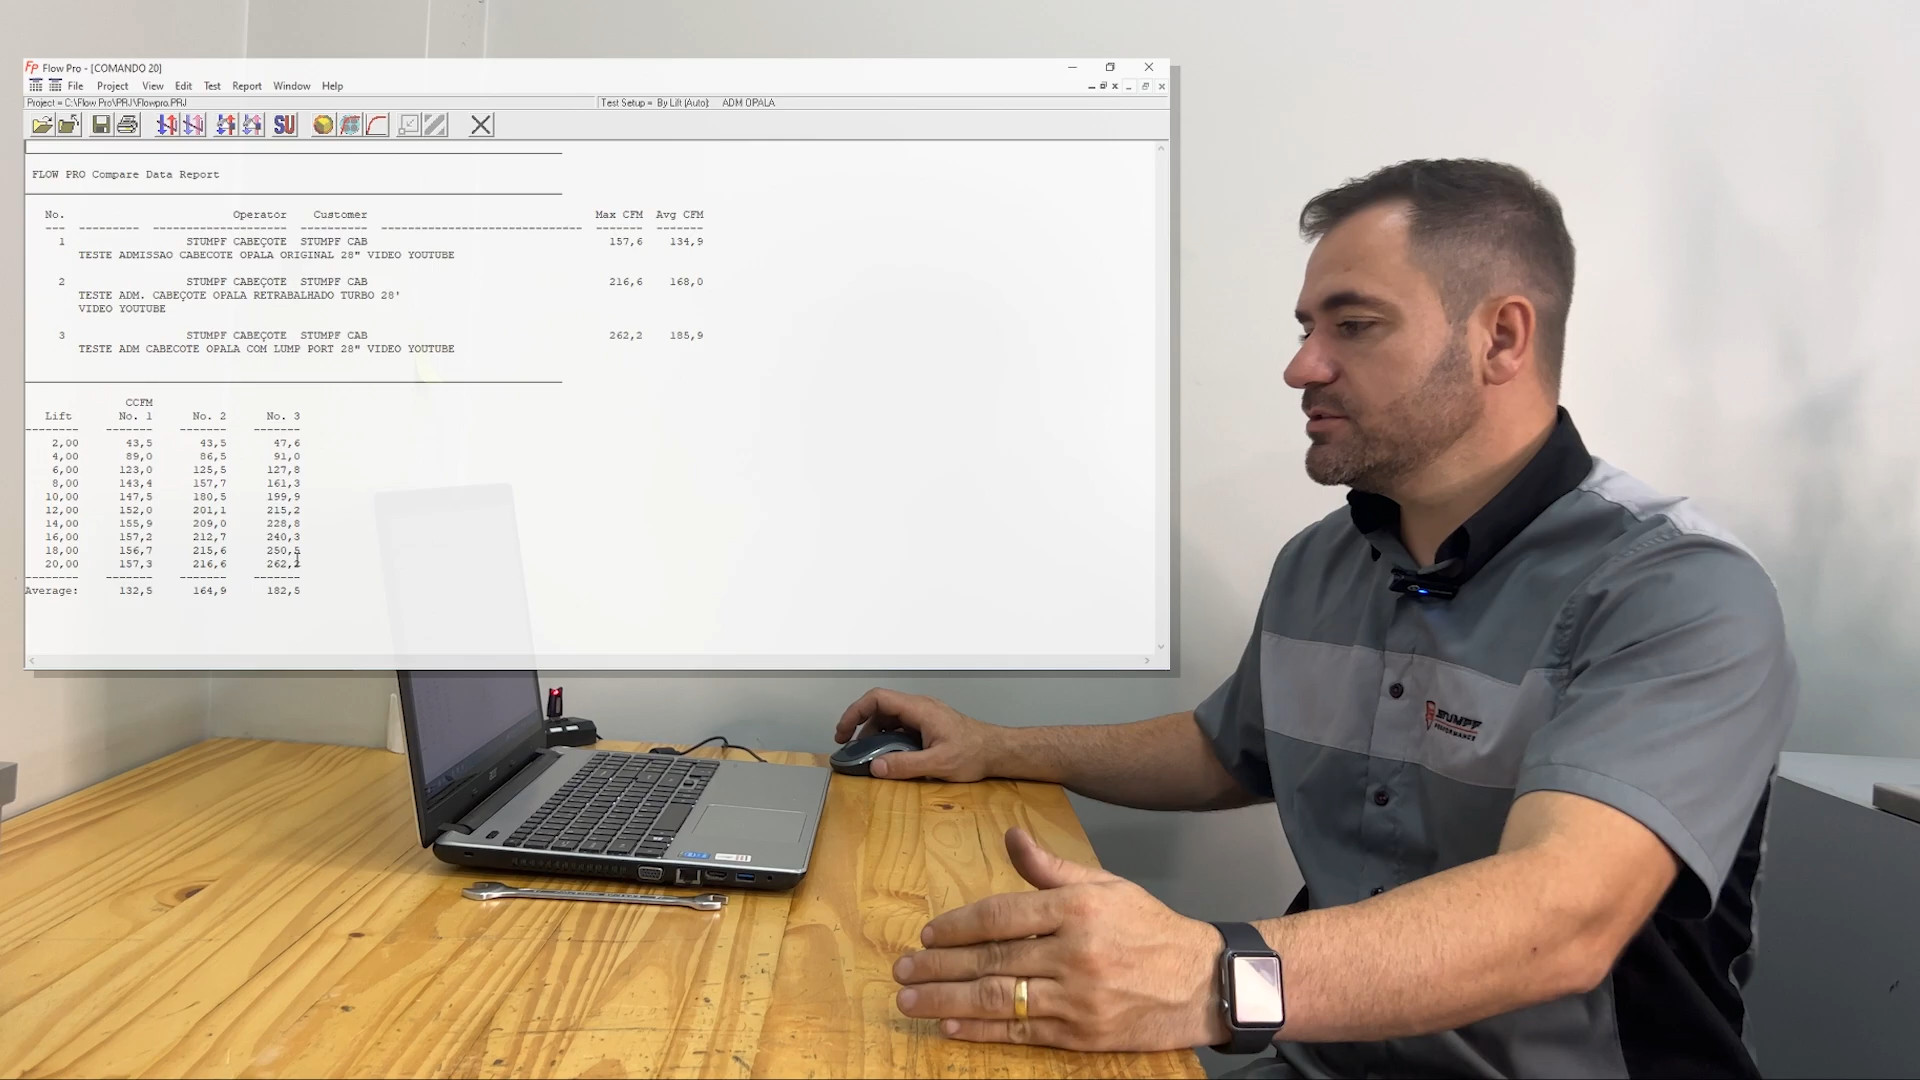 Flow Pro - [COMANDO 20]
File Project View Edit Test Report Window Help
Project = C:\Flow Pro\PRJ\Flowpro.PRJ Test Setup = By Lift (Auto): ADM OPALA
SU
FLOW PRO Compare Data Report
No. Operator Customer Max CFM Avg CFM
1 STUMPF CABEÇOTE STUMPF CAB 157,6 134,9
TESTE ADMISSAO CABECOTE OPALA ORIGINAL 28" VIDEO YOUTUBE
2 STUMPF CABEÇOTE STUMPF CAB 216,6 168,0
TESTE ADM. CABEÇOTE OPALA RETRABALHADO TURBO 28'
VIDEO YOUTUBE
3 STUMPF CABEÇOTE STUMPF CAB 262,2 185,9
TESTE ADM CABECOTE OPALA COM LUMP PORT 28" VIDEO YOUTUBE
CCFM
Lift No. 1 No. 2 No. 3
2,00 43,5 43,5 47,6
4,00 89,0 86,5 91,0
6,00 123,0 125,5 127,8
8,00 143,4 157,7 161,3
10,00 147,5 180,5 199,9
12,00 152,0 201,1 215,2
14,00 155,9 209,0 228,8
16,00 157,2 212,7 240,3
18,00 156,7 215,6 250,5
20,00 157,3 216,6 262,2
Average: 132,5 164,9 182,5
acer
STUMPF
PERFORMANCE